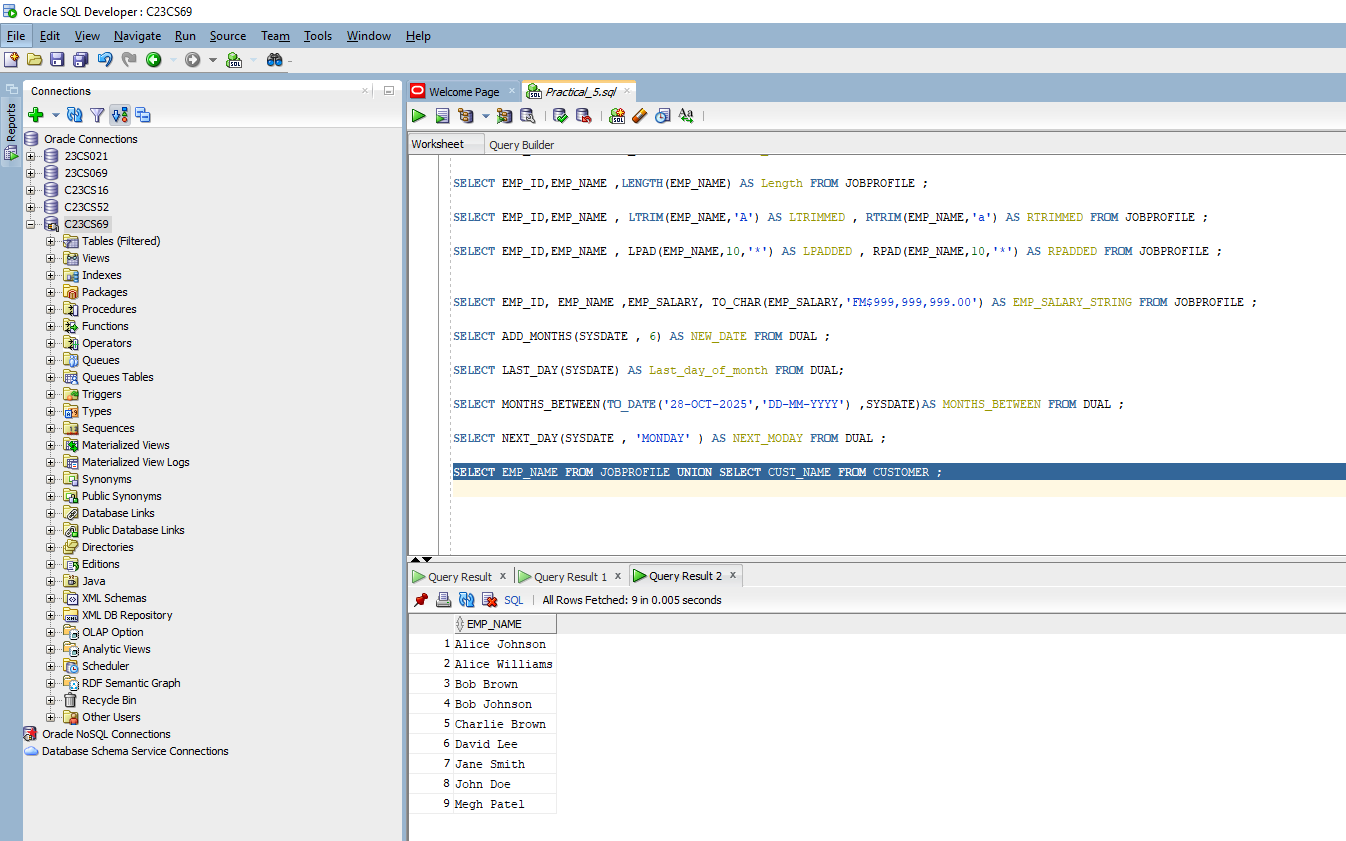 Oracle SQL Developer : C23CS69
File Edit View Navigate Run Source Team Tools Window Help
Reports
Connections
Oracle Connections
23CS021
23CS069
C23CS16
C23CS52
C23CS69
Tables (Filtered)
Views
Indexes
Packages
Procedures
Functions
Operators
Queues
Queues Tables
Triggers
Types
Sequences
Materialized Views
Materialized View Logs
Synonyms
Public Synonyms
Database Links
Public Database Links
Directories
Editions
Java
XML Schemas
XML DB Repository
OLAP Option
Analytic Views
Scheduler
RDF Semantic Graph
Recycle Bin
Other Users
Oracle NoSQL Connections
Database Schema Service Connections
Welcome Page Practical_5.sql
Worksheet Query Builder
SELECT EMP_ID,EMP_NAME ,LENGTH(EMP_NAME) AS Length FROM JOBPROFILE ;
SELECT EMP_ID,EMP_NAME , LTRIM(EMP_NAME,'A') AS LTRIMMED , RTRIM(EMP_NAME,'a') AS RTRIMMED FROM JOBPROFILE ;
SELECT EMP_ID,EMP_NAME , LPAD(EMP_NAME,10,'*') AS LPADDED , RPAD(EMP_NAME,10,'*') AS RPADDED FROM JOBPROFILE ;
SELECT EMP_ID, EMP_NAME ,EMP_SALARY, TO_CHAR(EMP_SALARY,'FM$999,999,999.00') AS EMP_SALARY_STRING FROM JOBPROFILE ;
SELECT ADD_MONTHS(SYSDATE , 6) AS NEW_DATE FROM DUAL ;
SELECT LAST_DAY(SYSDATE) AS Last_day_of_month FROM DUAL;
SELECT MONTHS_BETWEEN(TO_DATE('28-OCT-2025','DD-MM-YYYY') ,SYSDATE)AS MONTHS_BETWEEN FROM DUAL ;
SELECT NEXT_DAY(SYSDATE , 'MONDAY' ) AS NEXT_MODAY FROM DUAL ;
SELECT EMP_NAME FROM JOBPROFILE UNION SELECT CUST_NAME FROM CUSTOMER ;
Query Result x Query Result 1 x Query Result 2 x
SQL All Rows Fetched: 9 in 0.005 seconds
EMP_NAME
1 Alice Johnson
2 Alice Williams
3 Bob Brown
4 Bob Johnson
5 Charlie Brown
6 David Lee
7 Jane Smith
8 John Doe
9 Megh Patel